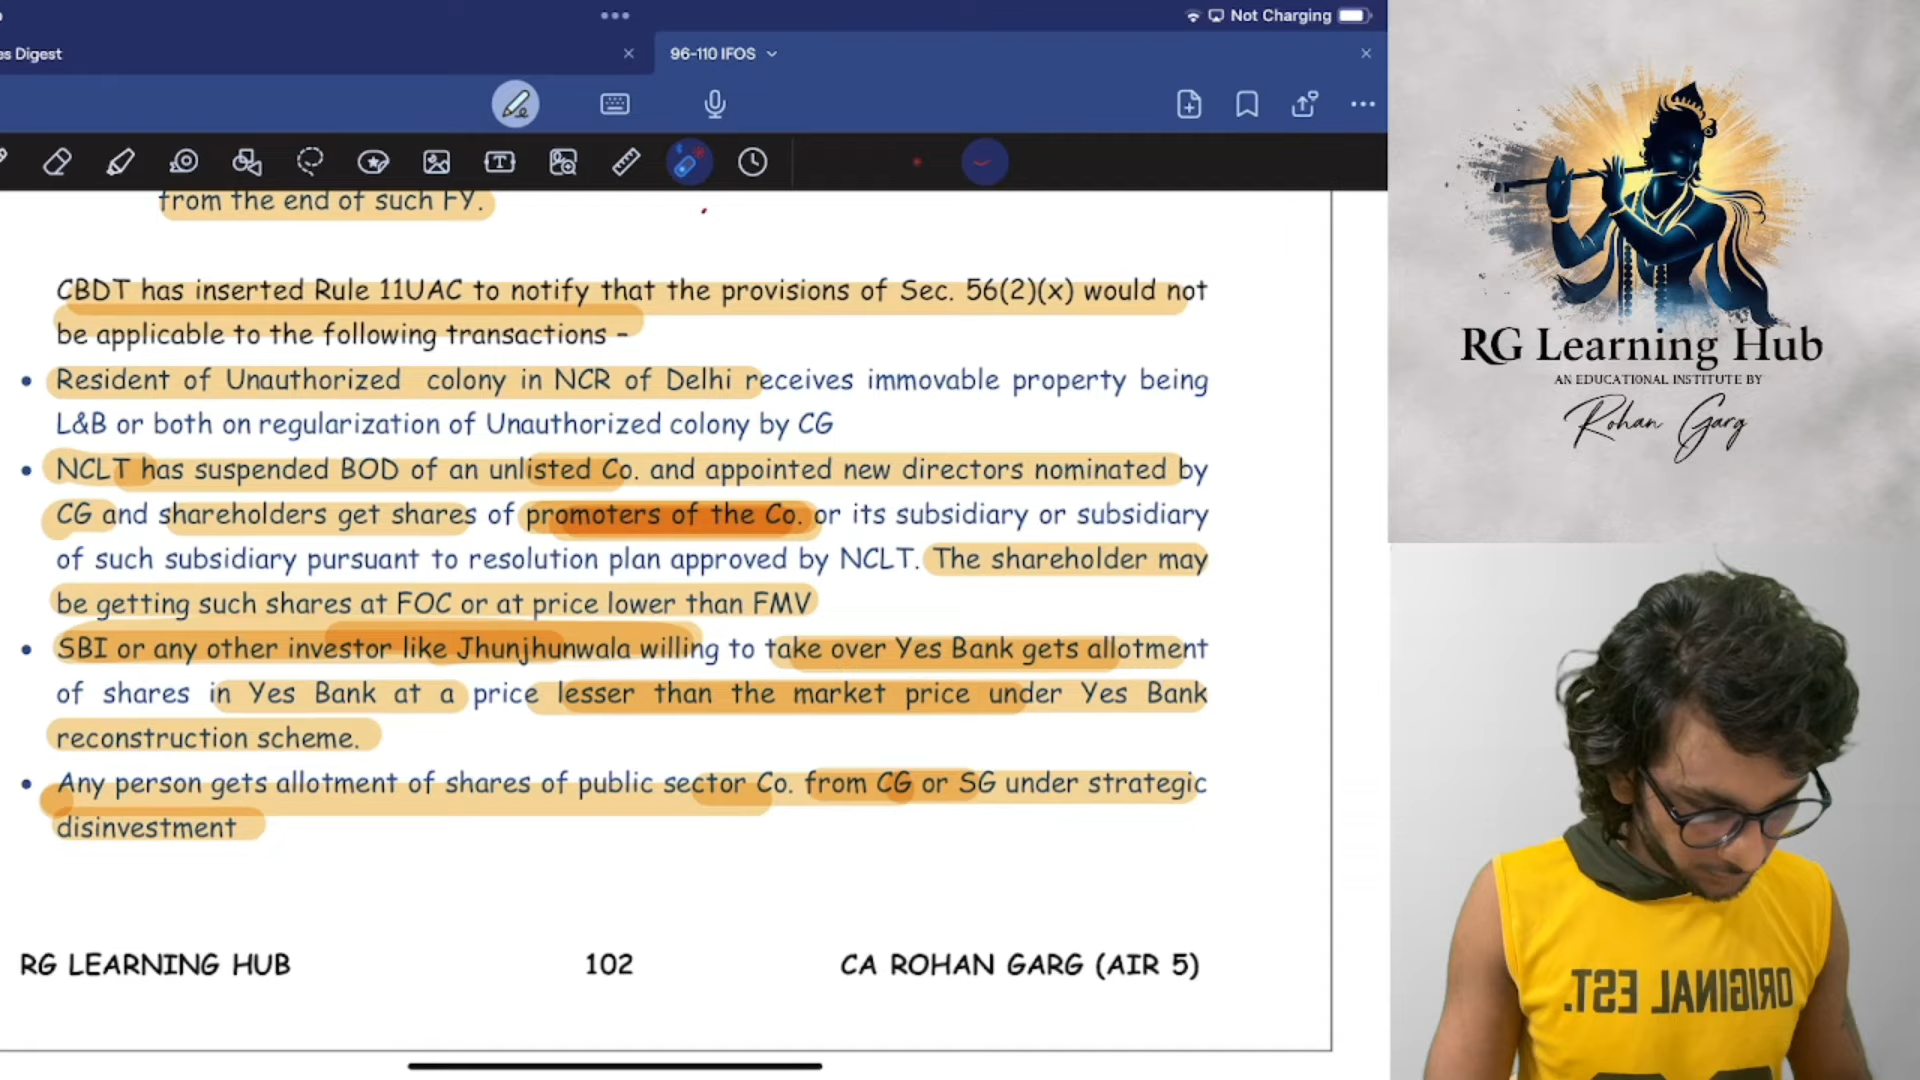 Not Charging
es Digest
96-110 IFOS
from the end of such FY.
CBDT has inserted Rule 11UAC to notify that the provisions of Sec. 56(2)(x) would not
be applicable to the following transactions -
• Resident of Unauthorized colony in NCR of Delhi receives immovable property being
L&B or both on regularization of Unauthorized colony by CG
• NCLT has suspended BOD of an unlisted Co. and appointed new directors nominated by
CG and shareholders get shares of promoters of the Co. or its subsidiary or subsidiary
of such subsidiary pursuant to resolution plan approved by NCLT. The shareholder may
be getting such shares at FOC or at price lower than FMV
• SBI or any other investor like Jhunjhunwala willing to take over Yes Bank gets allotment
of shares in Yes Bank at a price lesser than the market price under Yes Bank
reconstruction scheme.
• Any person gets allotment of shares of public sector Co. from CG or SG under strategic
disinvestment
RG LEARNING HUB 102 CA ROHAN GARG (AIR 5)
RG Learning Hub
AN EDUCATIONAL INSTITUTE BY
Rohan Garg
ORIGINAL EST.